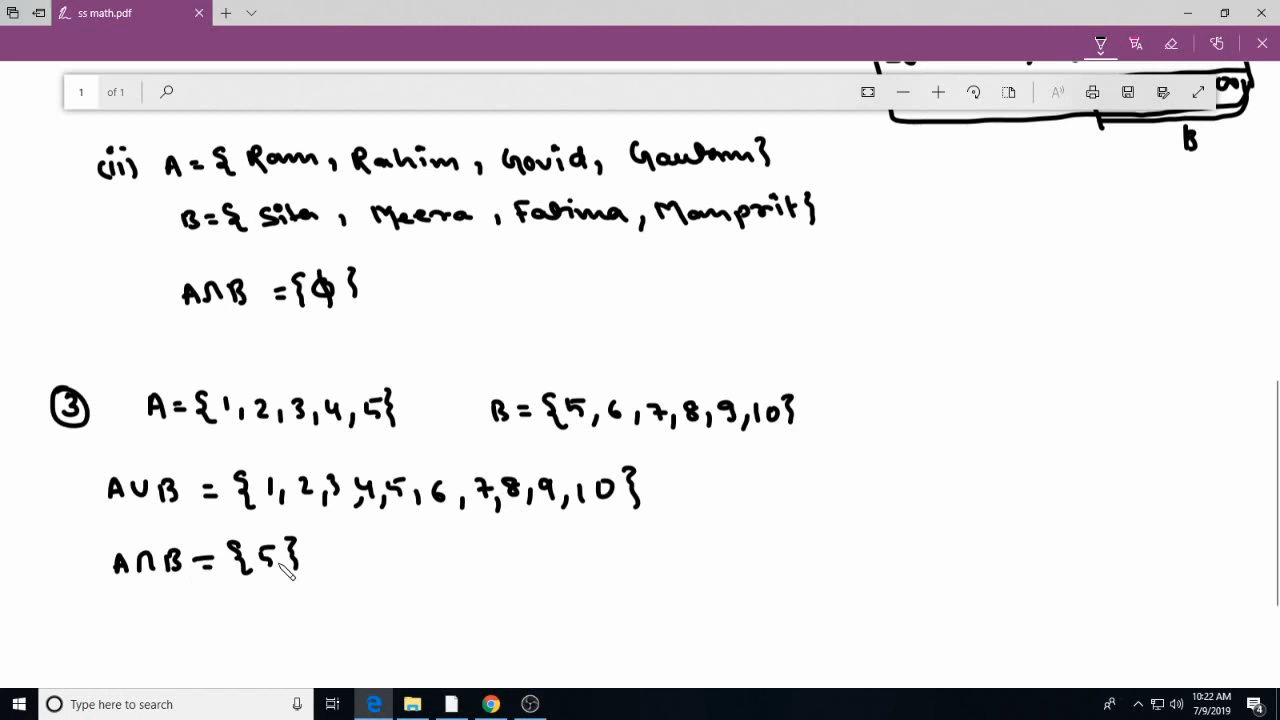 ss math.pdf
1 of 1
B
(ii) A = { Ram, Rahim, Govid, Gautam}
B = { Sita, Meera, Fatima, Manprit}
A∩B = {ϕ}
③ A = {1, 2, 3, 4, 5} B = {5, 6, 7, 8, 9, 10}
A∪B = { 1, 2, 3, 4, 5, 6, 7, 8, 9, 10}
A∩B = {5}
Type here to search
10:22 AM
7/9/2019
4